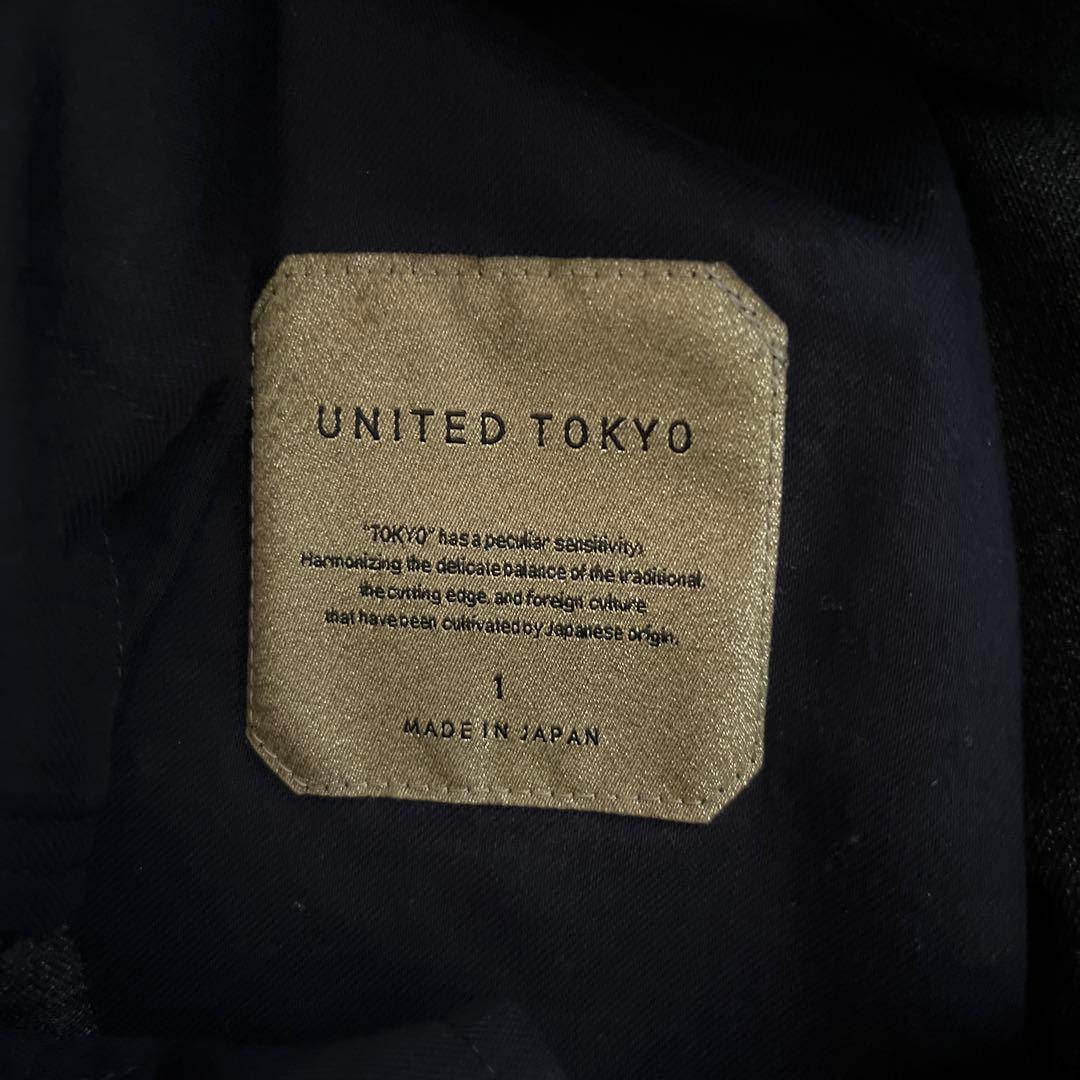 UNITED TOKYO
"TOKYO" has a peculiar sensitivity.
Harmonizing the delicate balance of the traditional,
the cutting edge, and foreign culture
that have been cultivated by Japanese origin.
1
MADE IN JAPAN